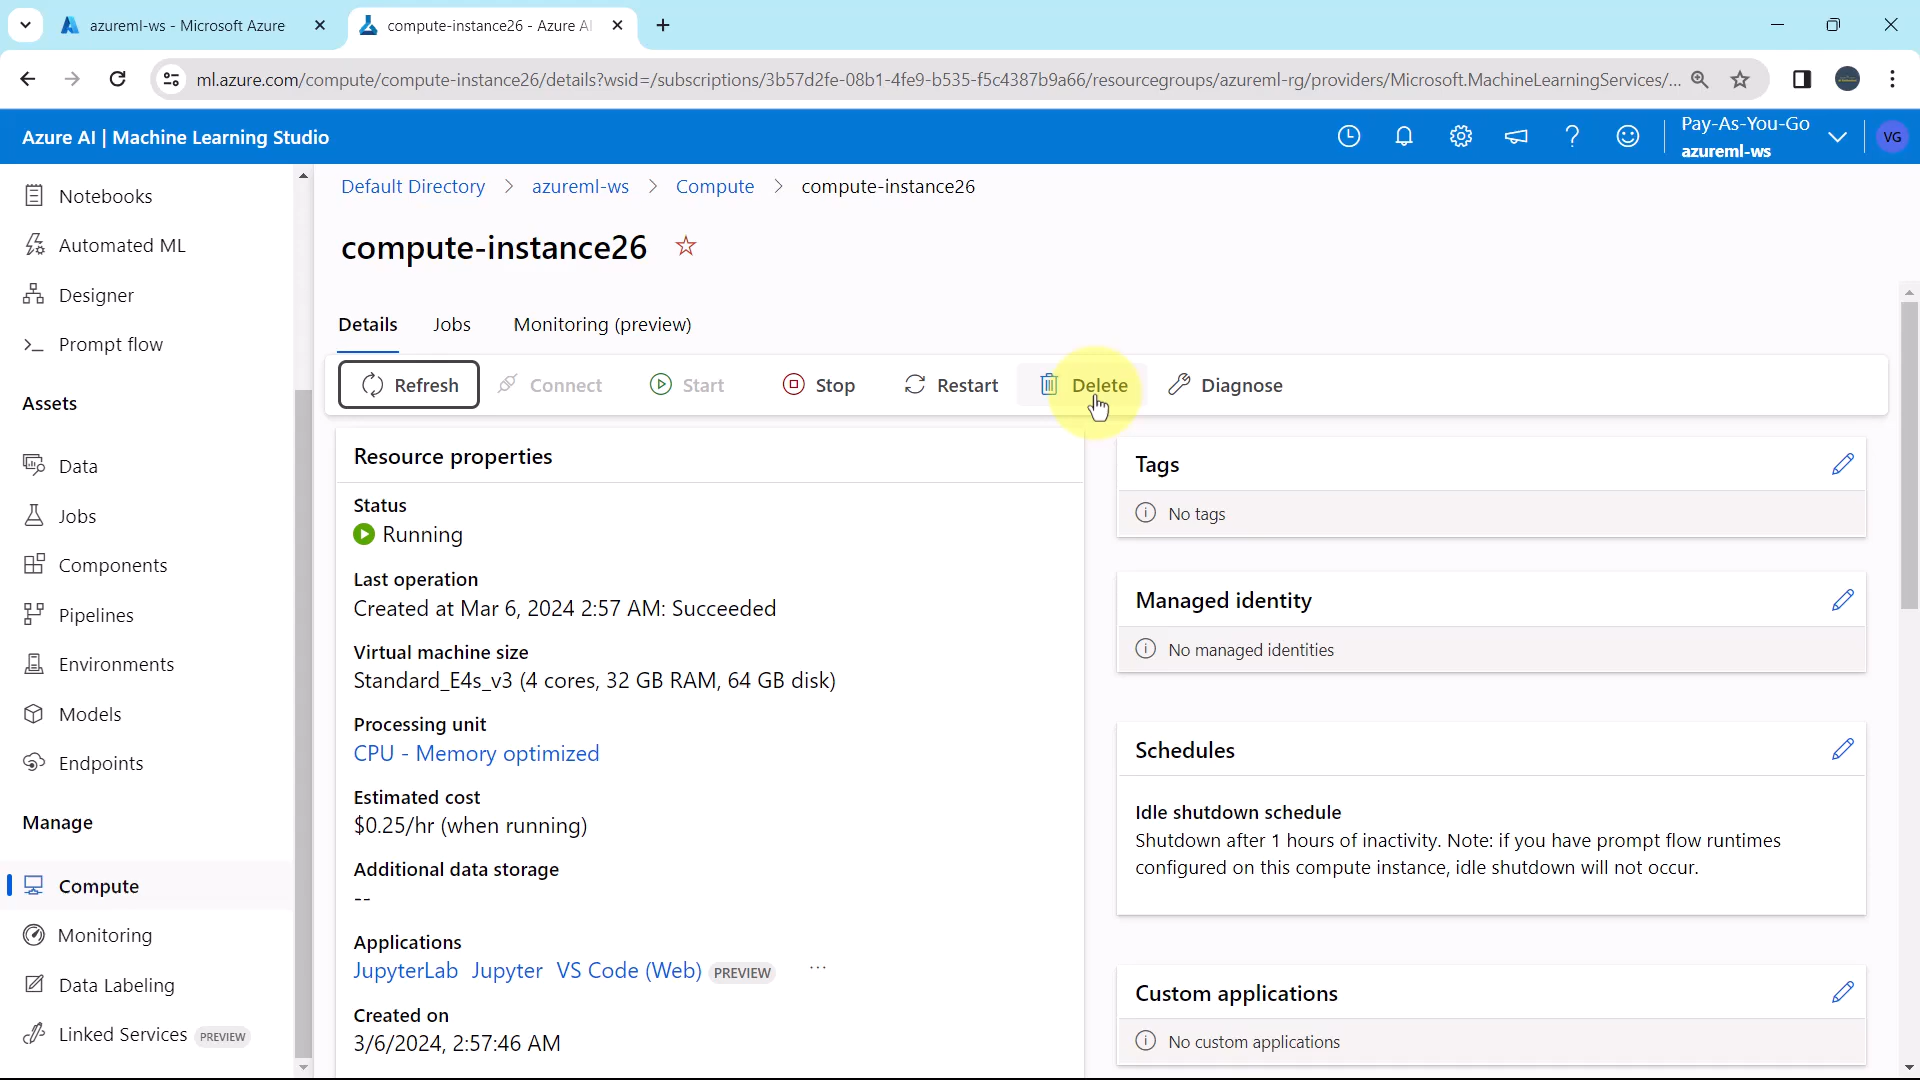 azureml-ws - Microsoft Azure
compute-instance26 - Azure AI
ml.azure.com/compute/compute-instance26/details?wsid=/subscriptions/3b57d2fe-08b1-4fe9-b535-f5c4387b9a66/resourcegroups/azureml-rg/providers/Microsoft.MachineLearningServices/...
Azure AI | Machine Learning Studio
Pay-As-You-Go
azureml-ws
VG
Notebooks
Automated ML
Designer
Prompt flow
Assets
Data
Jobs
Components
Pipelines
Environments
Models
Endpoints
Manage
Compute
Monitoring
Data Labeling
Linked Services PREVIEW
Default Directory > azureml-ws > Compute > compute-instance26
compute-instance26
Details Jobs Monitoring (preview)
Refresh Connect Start Stop Restart Delete Diagnose
Resource properties
Status
Running
Last operation
Created at Mar 6, 2024 2:57 AM: Succeeded
Virtual machine size
Standard_E4s_v3 (4 cores, 32 GB RAM, 64 GB disk)
Processing unit
CPU - Memory optimized
Estimated cost
$0.25/hr (when running)
Additional data storage
--
Applications
JupyterLab Jupyter VS Code (Web) PREVIEW ...
Created on
3/6/2024, 2:57:46 AM
Tags
No tags
Managed identity
No managed identities
Schedules
Idle shutdown schedule
Shutdown after 1 hours of inactivity. Note: if you have prompt flow runtimes
configured on this compute instance, idle shutdown will not occur.
Custom applications
No custom applications